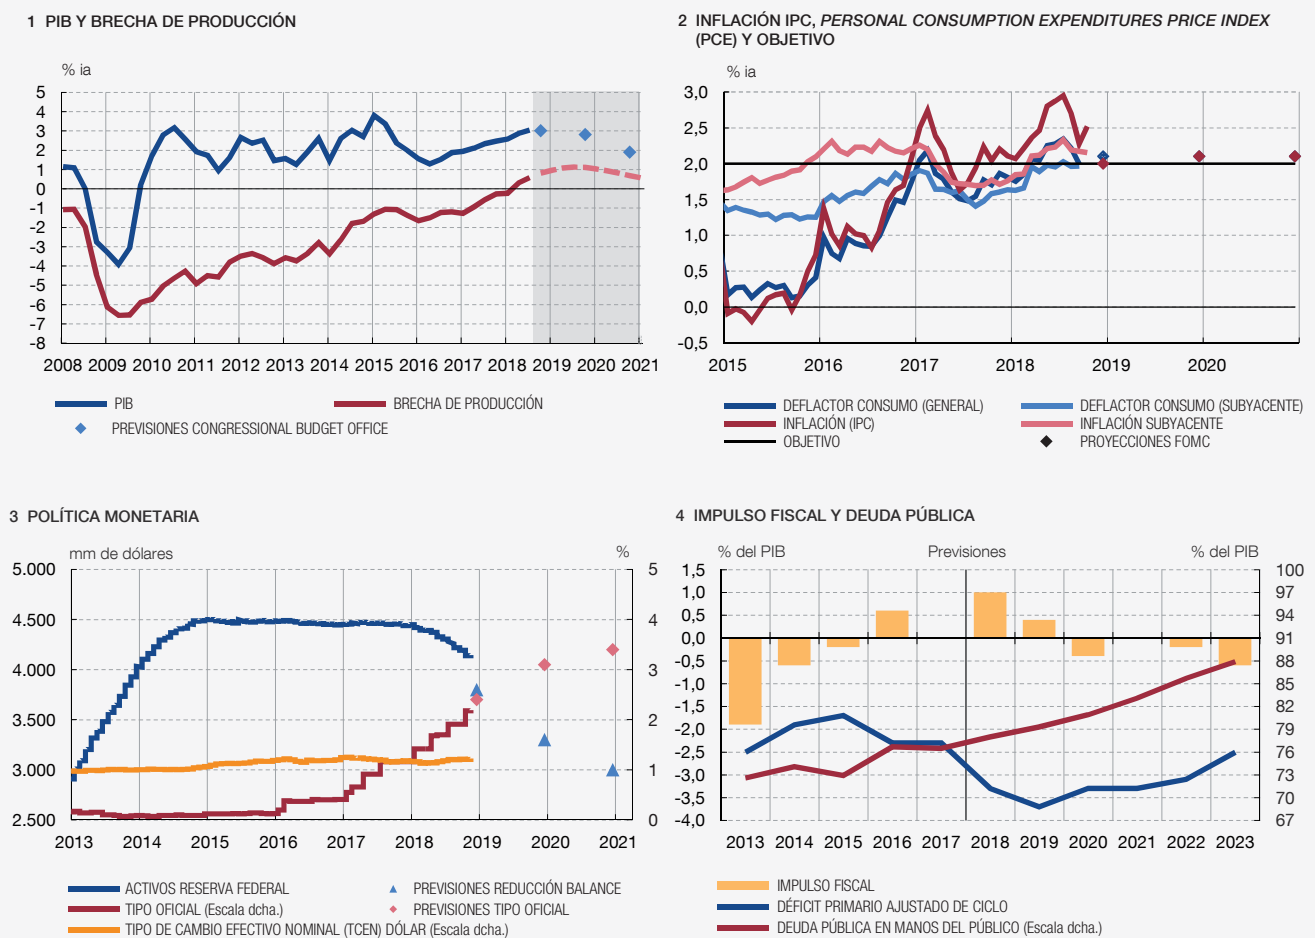 1 PIB Y BRECHA DE PRODUCCIÓN
% ia
5
4
3
2
1
0
-1
-2
-3
-4
-5
-6
-7
-8
2008 2009 2010 2011 2012 2013 2014 2015 2016 2017 2018 2019 2020 2021
PIB
BRECHA DE PRODUCCIÓN
PREVISIONES CONGRESSIONAL BUDGET OFFICE
2 INFLACIÓN IPC, PERSONAL CONSUMPTION EXPENDITURES PRICE INDEX
(PCE) Y OBJETIVO
% ia
3,0
2,5
2,0
1,5
1,0
0,5
0,0
-0,5
2015 2016 2017 2018 2019 2020
DEFLACTOR CONSUMO (GENERAL)
DEFLACTOR CONSUMO (SUBYACENTE)
INFLACIÓN (IPC)
INFLACIÓN SUBYACENTE
OBJETIVO
PROYECCIONES FOMC
3 POLÍTICA MONETARIA
mm de dólares
%
5.000
4.500
4.000
3.500
3.000
2.500
5
4
3
2
1
0
2013 2014 2015 2016 2017 2018 2019 2020 2021
ACTIVOS RESERVA FEDERAL
PREVISIONES REDUCCIÓN BALANCE
TIPO OFICIAL (Escala dcha.)
PREVISIONES TIPO OFICIAL
TIPO DE CAMBIO EFECTIVO NOMINAL (TCEN) DÓLAR (Escala dcha.)
4 IMPULSO FISCAL Y DEUDA PÚBLICA
% del PIB
Previsiones
% del PIB
1,5
1,0
0,5
0,0
-0,5
-1,0
-1,5
-2,0
-2,5
-3,0
-3,5
-4,0
100
97
94
91
88
85
82
79
76
73
70
67
2013 2014 2015 2016 2017 2018 2019 2020 2021 2022 2023
IMPULSO FISCAL
DÉFICIT PRIMARIO AJUSTADO DE CICLO
DEUDA PÚBLICA EN MANOS DEL PÚBLICO (Escala dcha.)